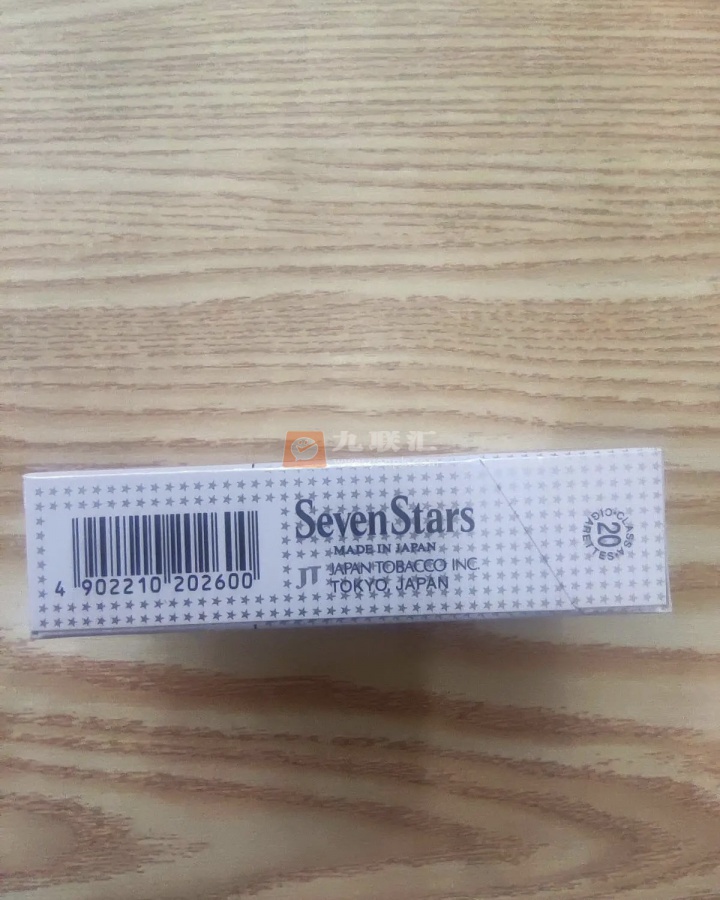 九联汇
SevenStars
MADE IN JAPAN
JT JAPAN TOBACCO INC.
TOKYO, JAPAN
4 902210 202600
20
CLASS·A
CIGARETTES